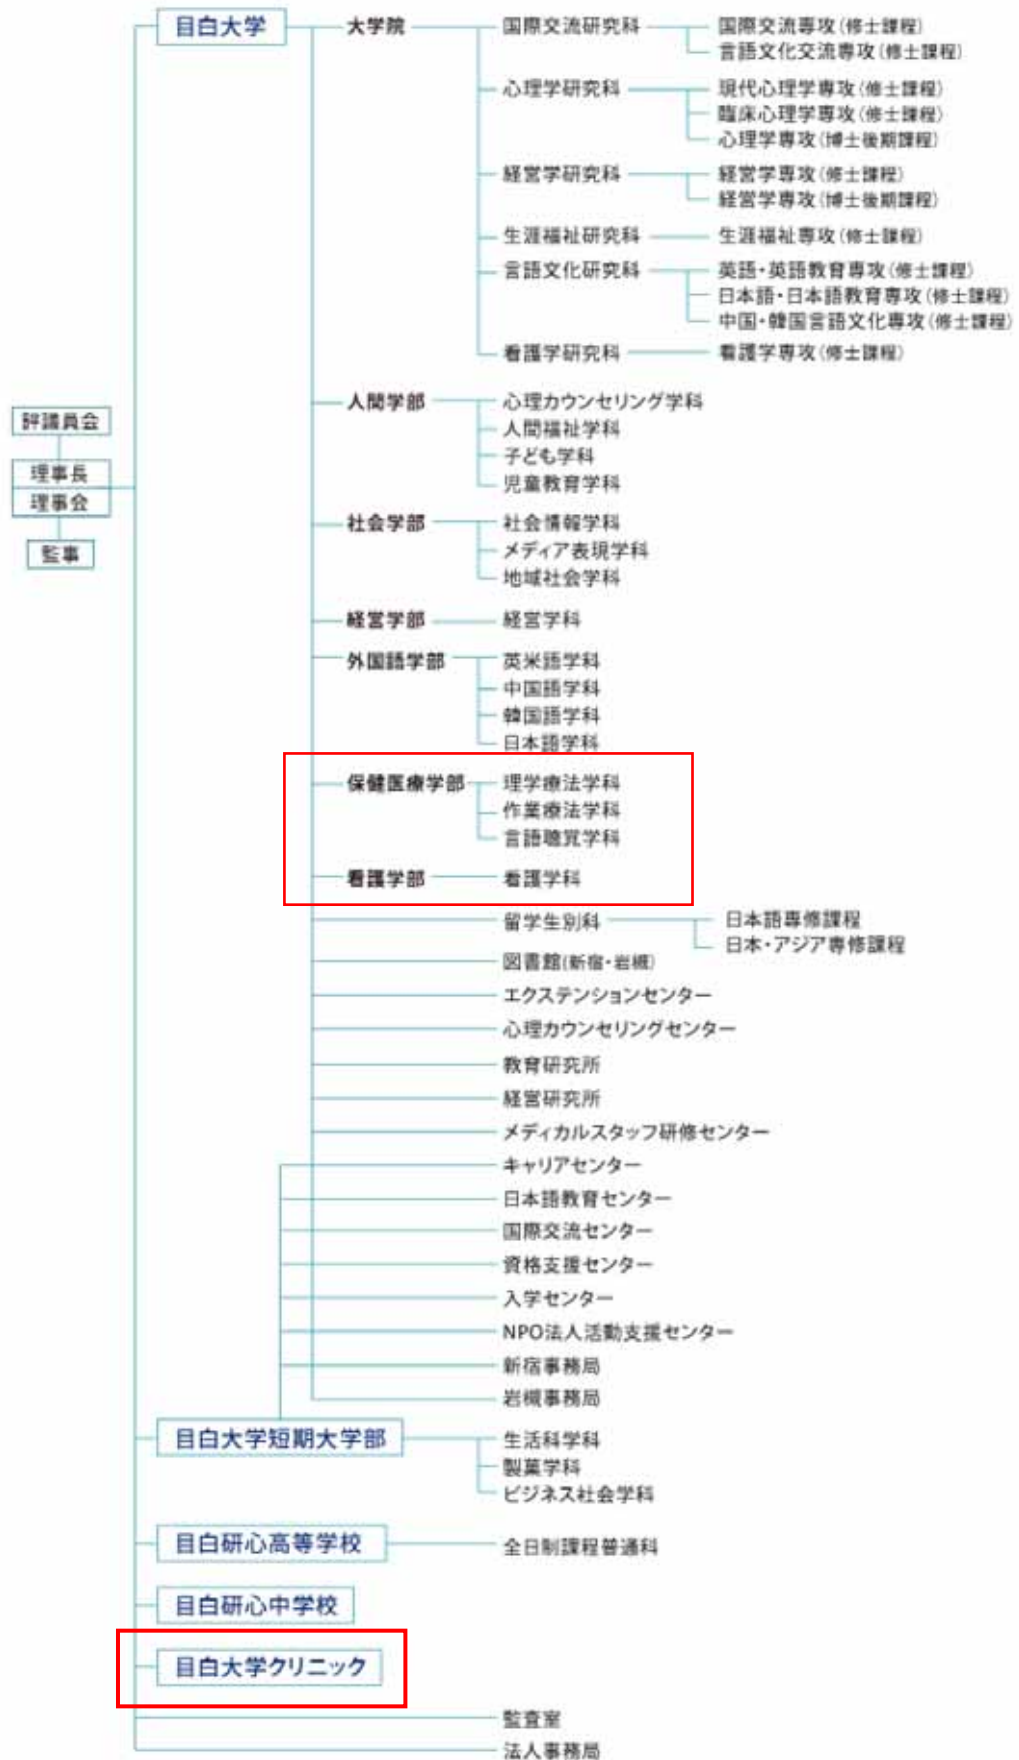 目白大学
大学院
国際交流研究科
国際交流専攻(修士課程)
言語文化交流専攻(修士課程)
心理学研究科
現代心理学専攻(修士課程)
臨床心理学専攻(修士課程)
心理学専攻(博士後期課程)
経営学研究科
経営学専攻(修士課程)
経営学専攻(博士後期課程)
生涯福祉研究科
生涯福祉専攻(修士課程)
言語文化研究科
英語・英語教育専攻(修士課程)
日本語・日本語教育専攻(修士課程)
中国・韓国言語文化専攻(修士課程)
看護学研究科
看護学専攻(修士課程)
評議員会
理事長
理事会
監事
人間学部
心理カウンセリング学科
人間福祉学科
子ども学科
児童教育学科
社会学部
社会情報学科
メディア表現学科
地域社会学科
経営学部
経営学科
外国語学部
英米語学科
中国語学科
韓国語学科
日本語学科
保健医療学部
理学療法学科
作業療法学科
言語聴覚学科
看護学部
看護学科
留学生別科
日本語専修課程
日本・アジア専修課程
図書館(新宿・岩槻)
エクステンションセンター
心理カウンセリングセンター
教育研究所
経営研究所
メディカルスタッフ研修センター
キャリアセンター
日本語教育センター
国際交流センター
資格支援センター
入学センター
NPO法人活動支援センター
新宿事務局
岩槻事務局
目白大学短期大学部
生活科学科
製菓学科
ビジネス社会学科
目白研心高等学校
全日制課程普通科
目白研心中学校
目白大学クリニック
監査室
法人事務局